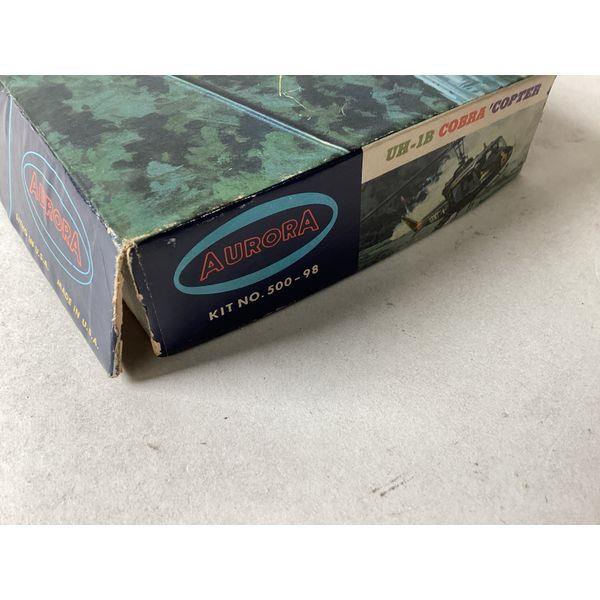 UH-1B COBRA 'COPTER
AURORA
KIT NO. 500-98
AURORA
MADE IN U.S.A.